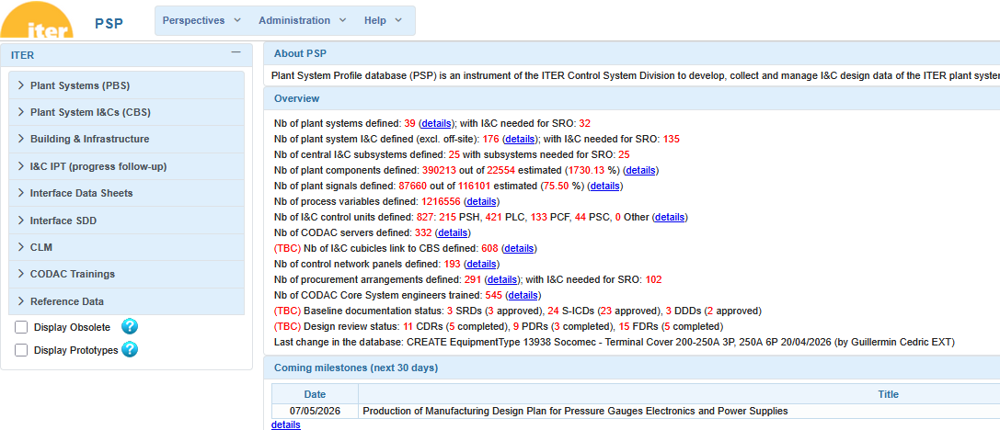 iter
PSP
Perspectives Administration Help
ITER
Plant Systems (PBS)
Plant System I&Cs (CBS)
Building & Infrastructure
I&C IPT (progress follow-up)
Interface Data Sheets
Interface SDD
CLM
CODAC Trainings
Reference Data
Display Obsolete ?
Display Prototypes ?
About PSP
Plant System Profile database (PSP) is an instrument of the ITER Control System Division to develop, collect and manage I&C design data of the ITER plant
Overview
Nb of plant systems defined: 39 (details); with I&C needed for SRO: 32
Nb of plant system I&C defined (excl. off-site): 176 (details); with I&C needed for SRO: 135
Nb of central I&C subsystems defined: 25 with subsystems needed for SRO: 25
Nb of plant components defined: 390213 out of 22554 estimated (1730.13 %) (details)
Nb of plant signals defined: 87660 out of 116101 estimated (75.50 %) (details)
Nb of process variables defined: 1216556 (details)
Nb of I&C control units defined: 827: 215 PSH, 421 PLC, 133 PCF, 44 PSC, 0 Other (details)
Nb of CODAC servers defined: 332 (details)
(TBC) Nb of I&C cubicles link to CBS defined: 608 (details)
Nb of control network panels defined: 193 (details)
Nb of procurement arrangements defined: 291 (details); with I&C needed for SRO: 102
Nb of CODAC Core System engineers trained: 545 (details)
(TBC) Baseline documentation status: 3 SRDs (3 approved), 24 S-ICDs (23 approved), 3 DDDs (2 approved)
(TBC) Design review status: 11 CDRs (5 completed), 9 PDRs (3 completed), 15 FDRs (5 completed)
Last change in the database: CREATE EquipmentType 13938 Socomec - Terminal Cover 200-250A 3P, 250A 6P 20/04/2026 (by Guillermin Cedric EXT)
Coming milestones (next 30 days)
Date Title
07/05/2026 Production of Manufacturing Design Plan for Pressure Gauges Electronics and Power Supplies
details